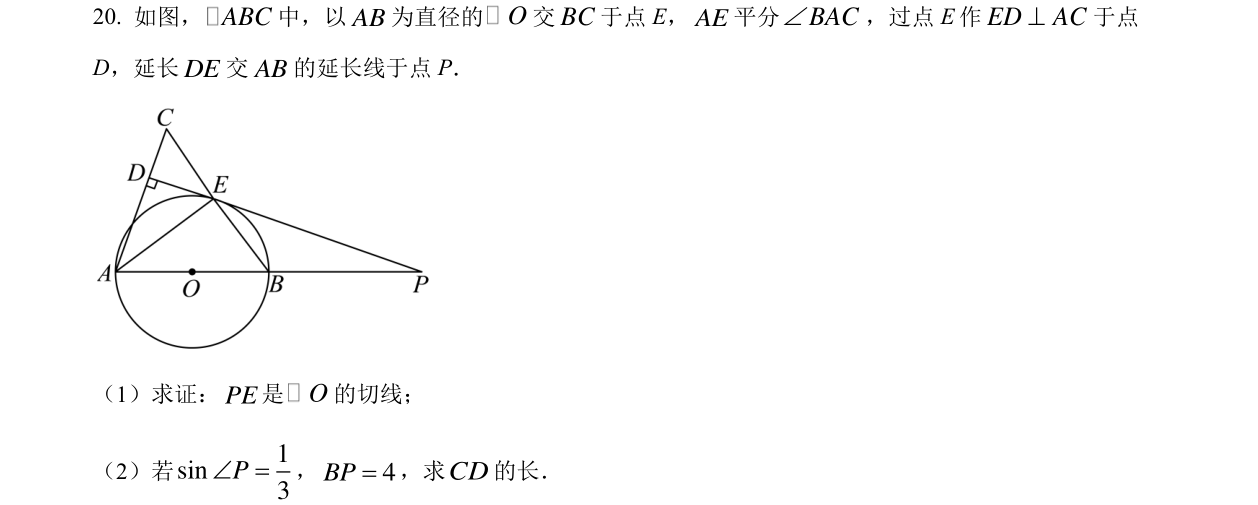 20. 如图，□ABC 中，以 AB 为直径的□ O 交 BC 于点 E， AE 平分∠BAC ，过点 E 作 ED ⊥ AC 于点
D，延长 DE 交 AB 的延长线于点 P．
C
D
E
A
O
B
P
（1）求证： PE 是□ O 的切线；
（2）若 sin ∠P = 1/3 ， BP = 4，求 CD 的长．